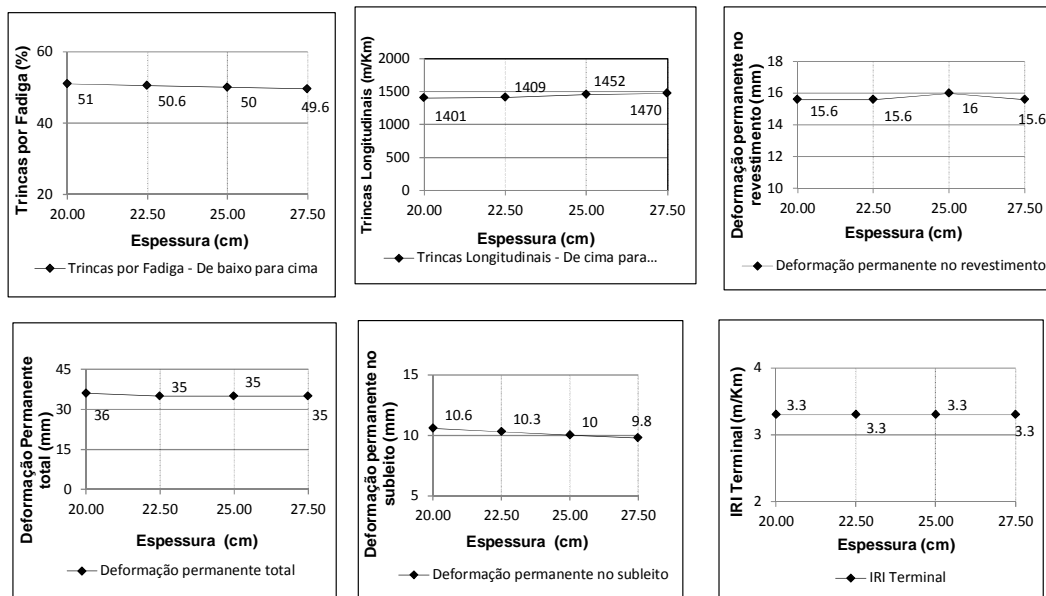 Trincas por Fadiga (%)
60
40
20
51
50.6
50
49.6
20.00 22.50 25.00 27.50
Espessura (cm)
Trincas por Fadiga - De baixo para cima
Trincas Longitudinais (m/Km)
2000
1500
1000
500
0
1401
1409
1452
1470
20.00 22.50 25.00 27.50
Espessura (cm)
Trincas Longitudinais - De cima para...
Deformação permanente no
revestimento (mm)
18
16
14
12
10
15.6
15.6
16
15.6
20.00 22.50 25.00 27.50
Espessura (cm)
Deformação permanente no revestimento
Deformação Permanente
total (mm)
45
30
15
0
36
35
35
35
20.00 22.50 25.00 27.50
Espessura (cm)
Deformação permanente total
Deformação permanente no
subleito (mm)
15
10
5
10.6
10.3
10
9.8
20.00 22.50 25.00 27.50
Espessura (cm)
Deformação permanente no subleito
IRI Terminal (m/Km)
4
3
2
3.3
3.3
3.3
3.3
20.00 22.50 25.00 27.50
Espessura (cm)
IRI Terminal